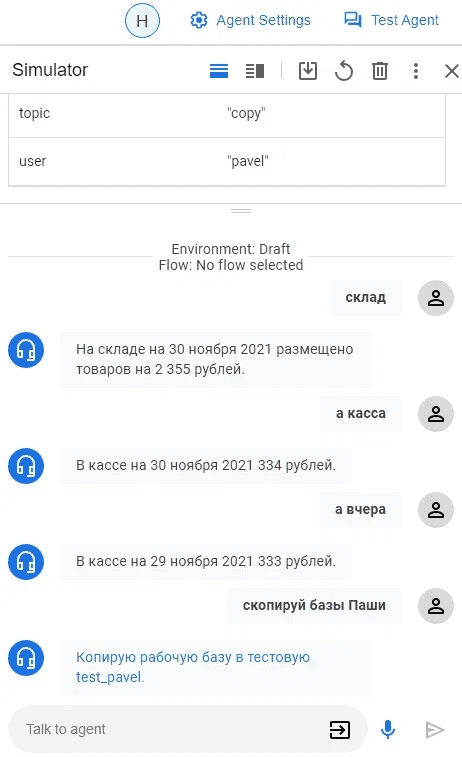 H Agent Settings Test Agent
Simulator
topic "copy"
user "pavel"
Environment: Draft
Flow: No flow selected
склад
На складе на 30 ноября 2021 размещено
товаров на 2 355 рублей.
а касса
В кассе на 30 ноября 2021 334 рублей.
а вчера
В кассе на 29 ноября 2021 333 рублей.
скопируй базы Паши
Копирую рабочую базу в тестовую
test_pavel.
Talk to agent